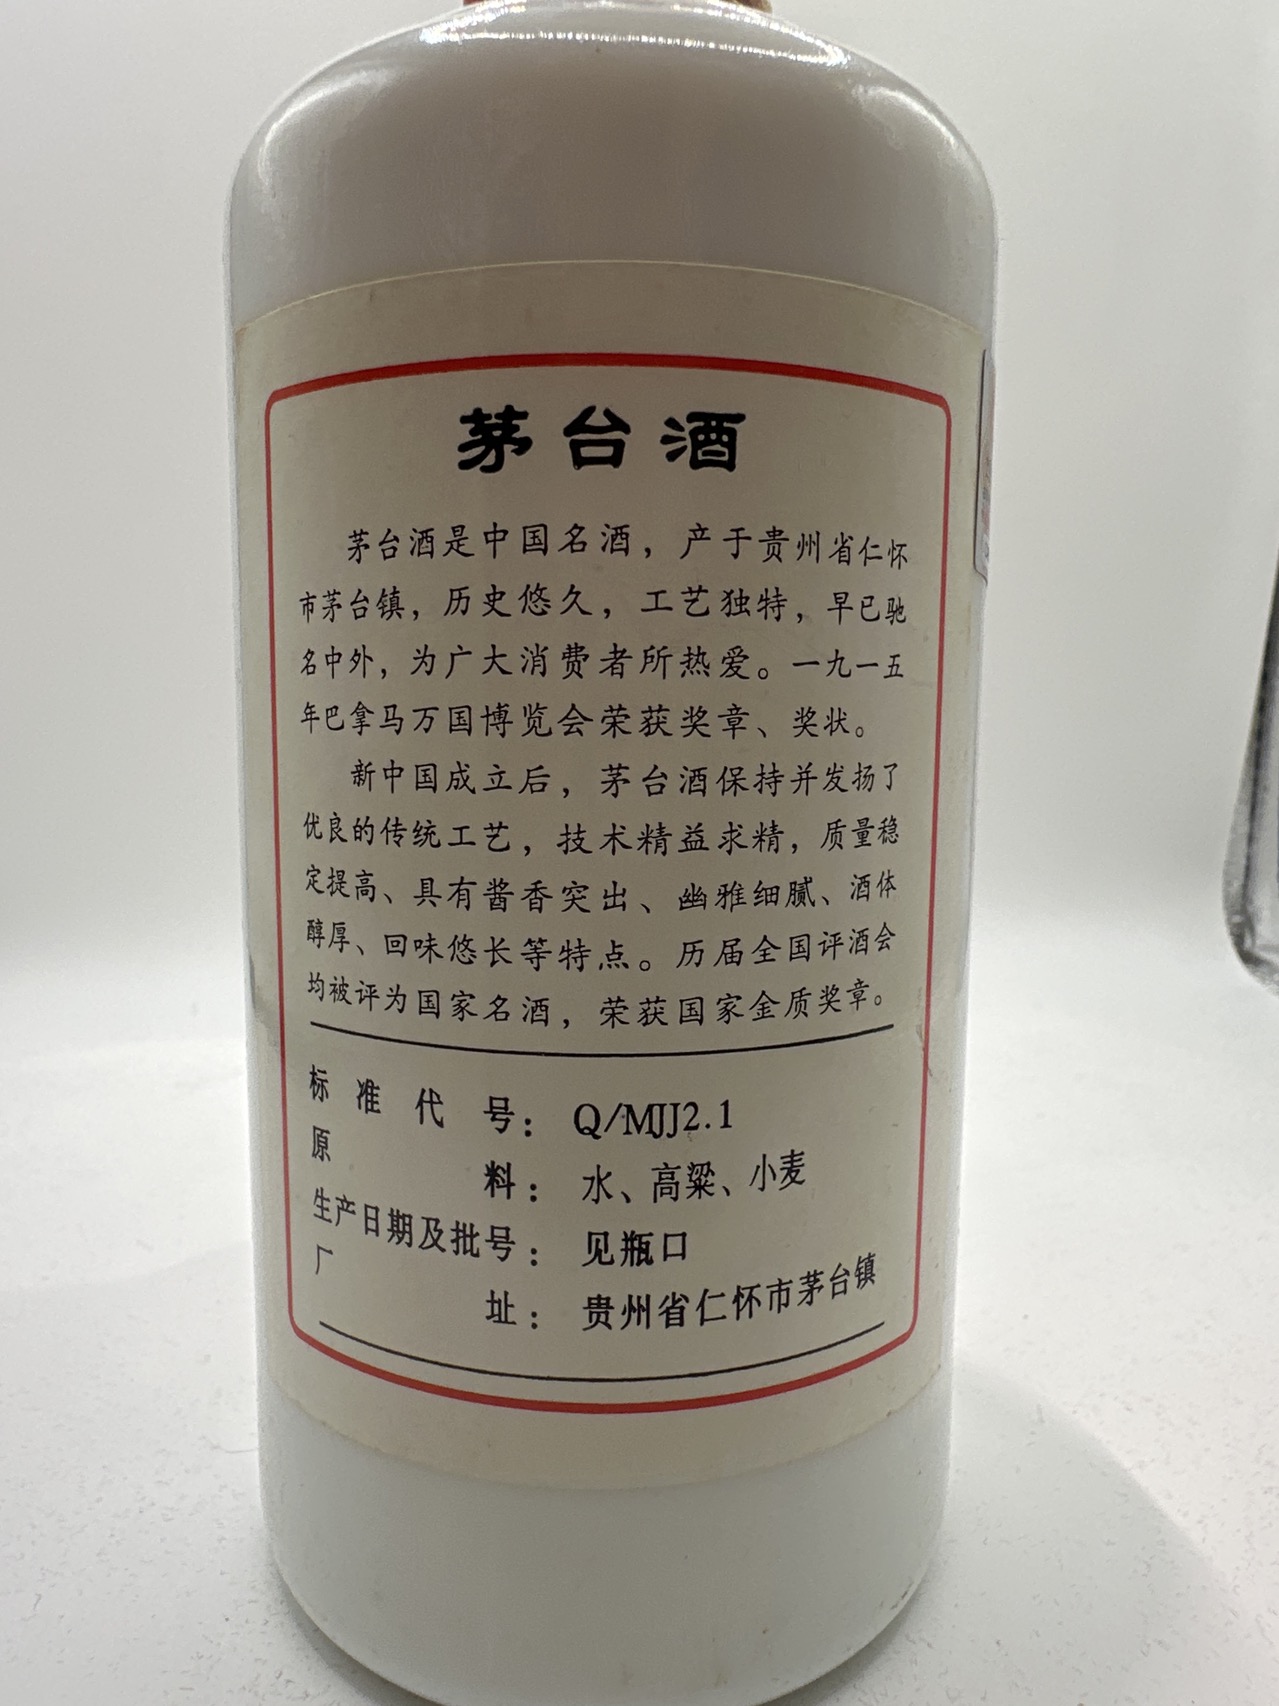 茅台酒
茅台酒是中国名酒，产于贵州省仁怀
市茅台镇，历史悠久，工艺独特，早已驰
名中外，为广大消费者所热爱。一九一五
年巴拿马万国博览会荣获奖章、奖状。
新中国成立后，茅台酒保持并发扬了
优良的传统工艺，技术精益求精，质量稳
定提高、具有酱香突出、幽雅细腻、酒体
醇厚、回味悠长等特点。历届全国评酒会
均被评为国家名酒，荣获国家金质奖章。
标准代号：Q/MJJ2.1
原料：水、高粱、小麦
生产日期及批号：见瓶口
厂址：贵州省仁怀市茅台镇